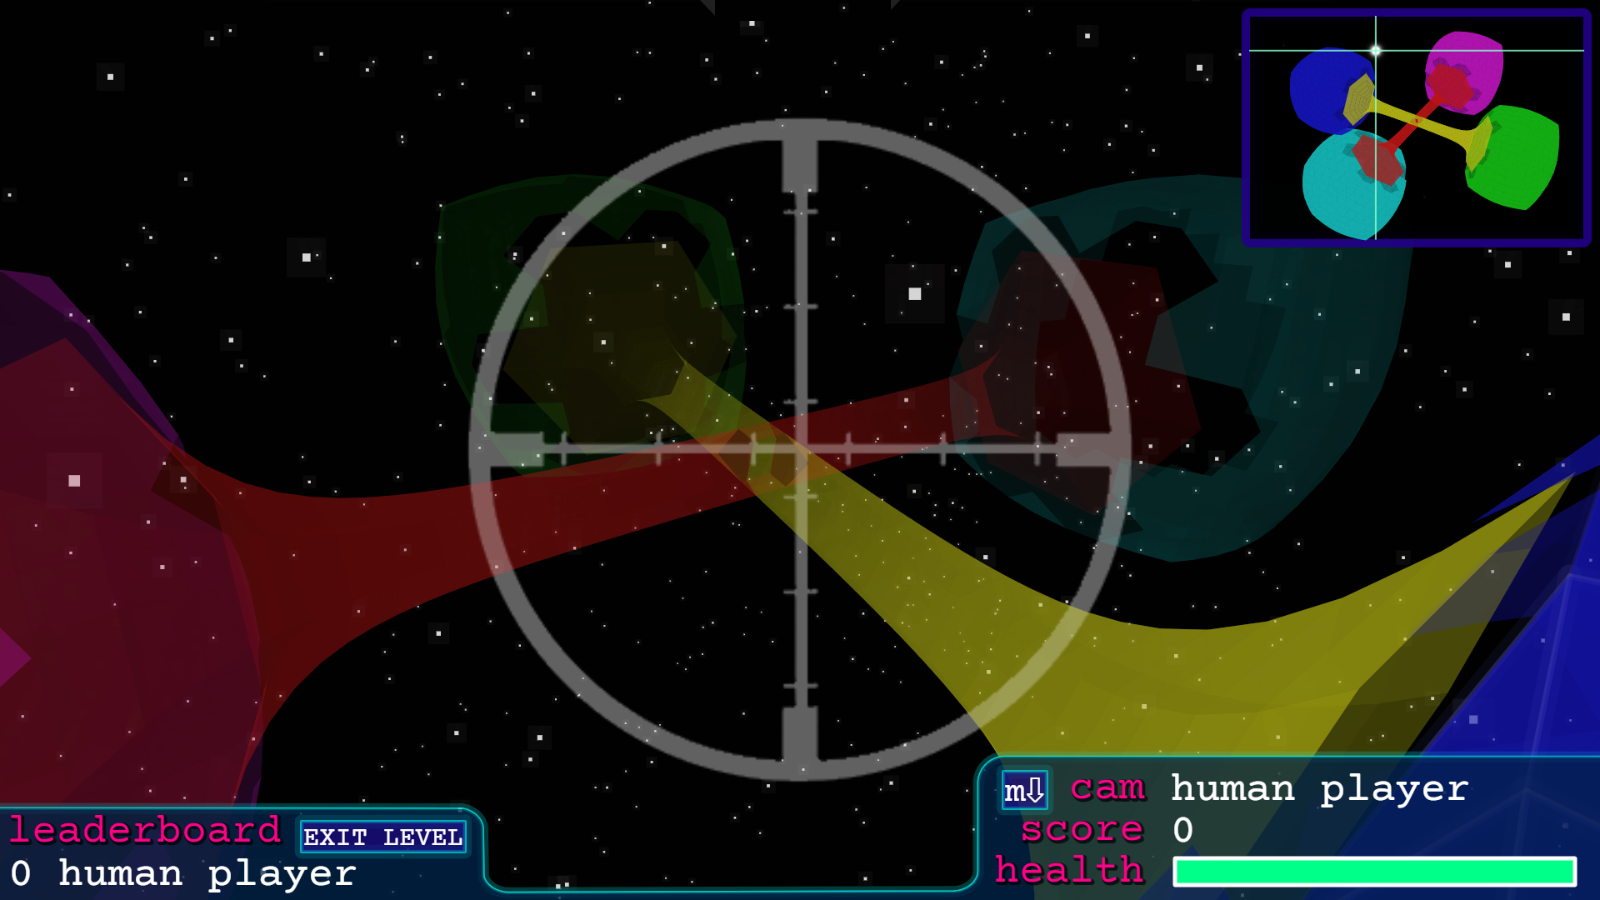 leaderboard EXIT LEVEL
0 human player
m⇩ cam human player
score 0
health